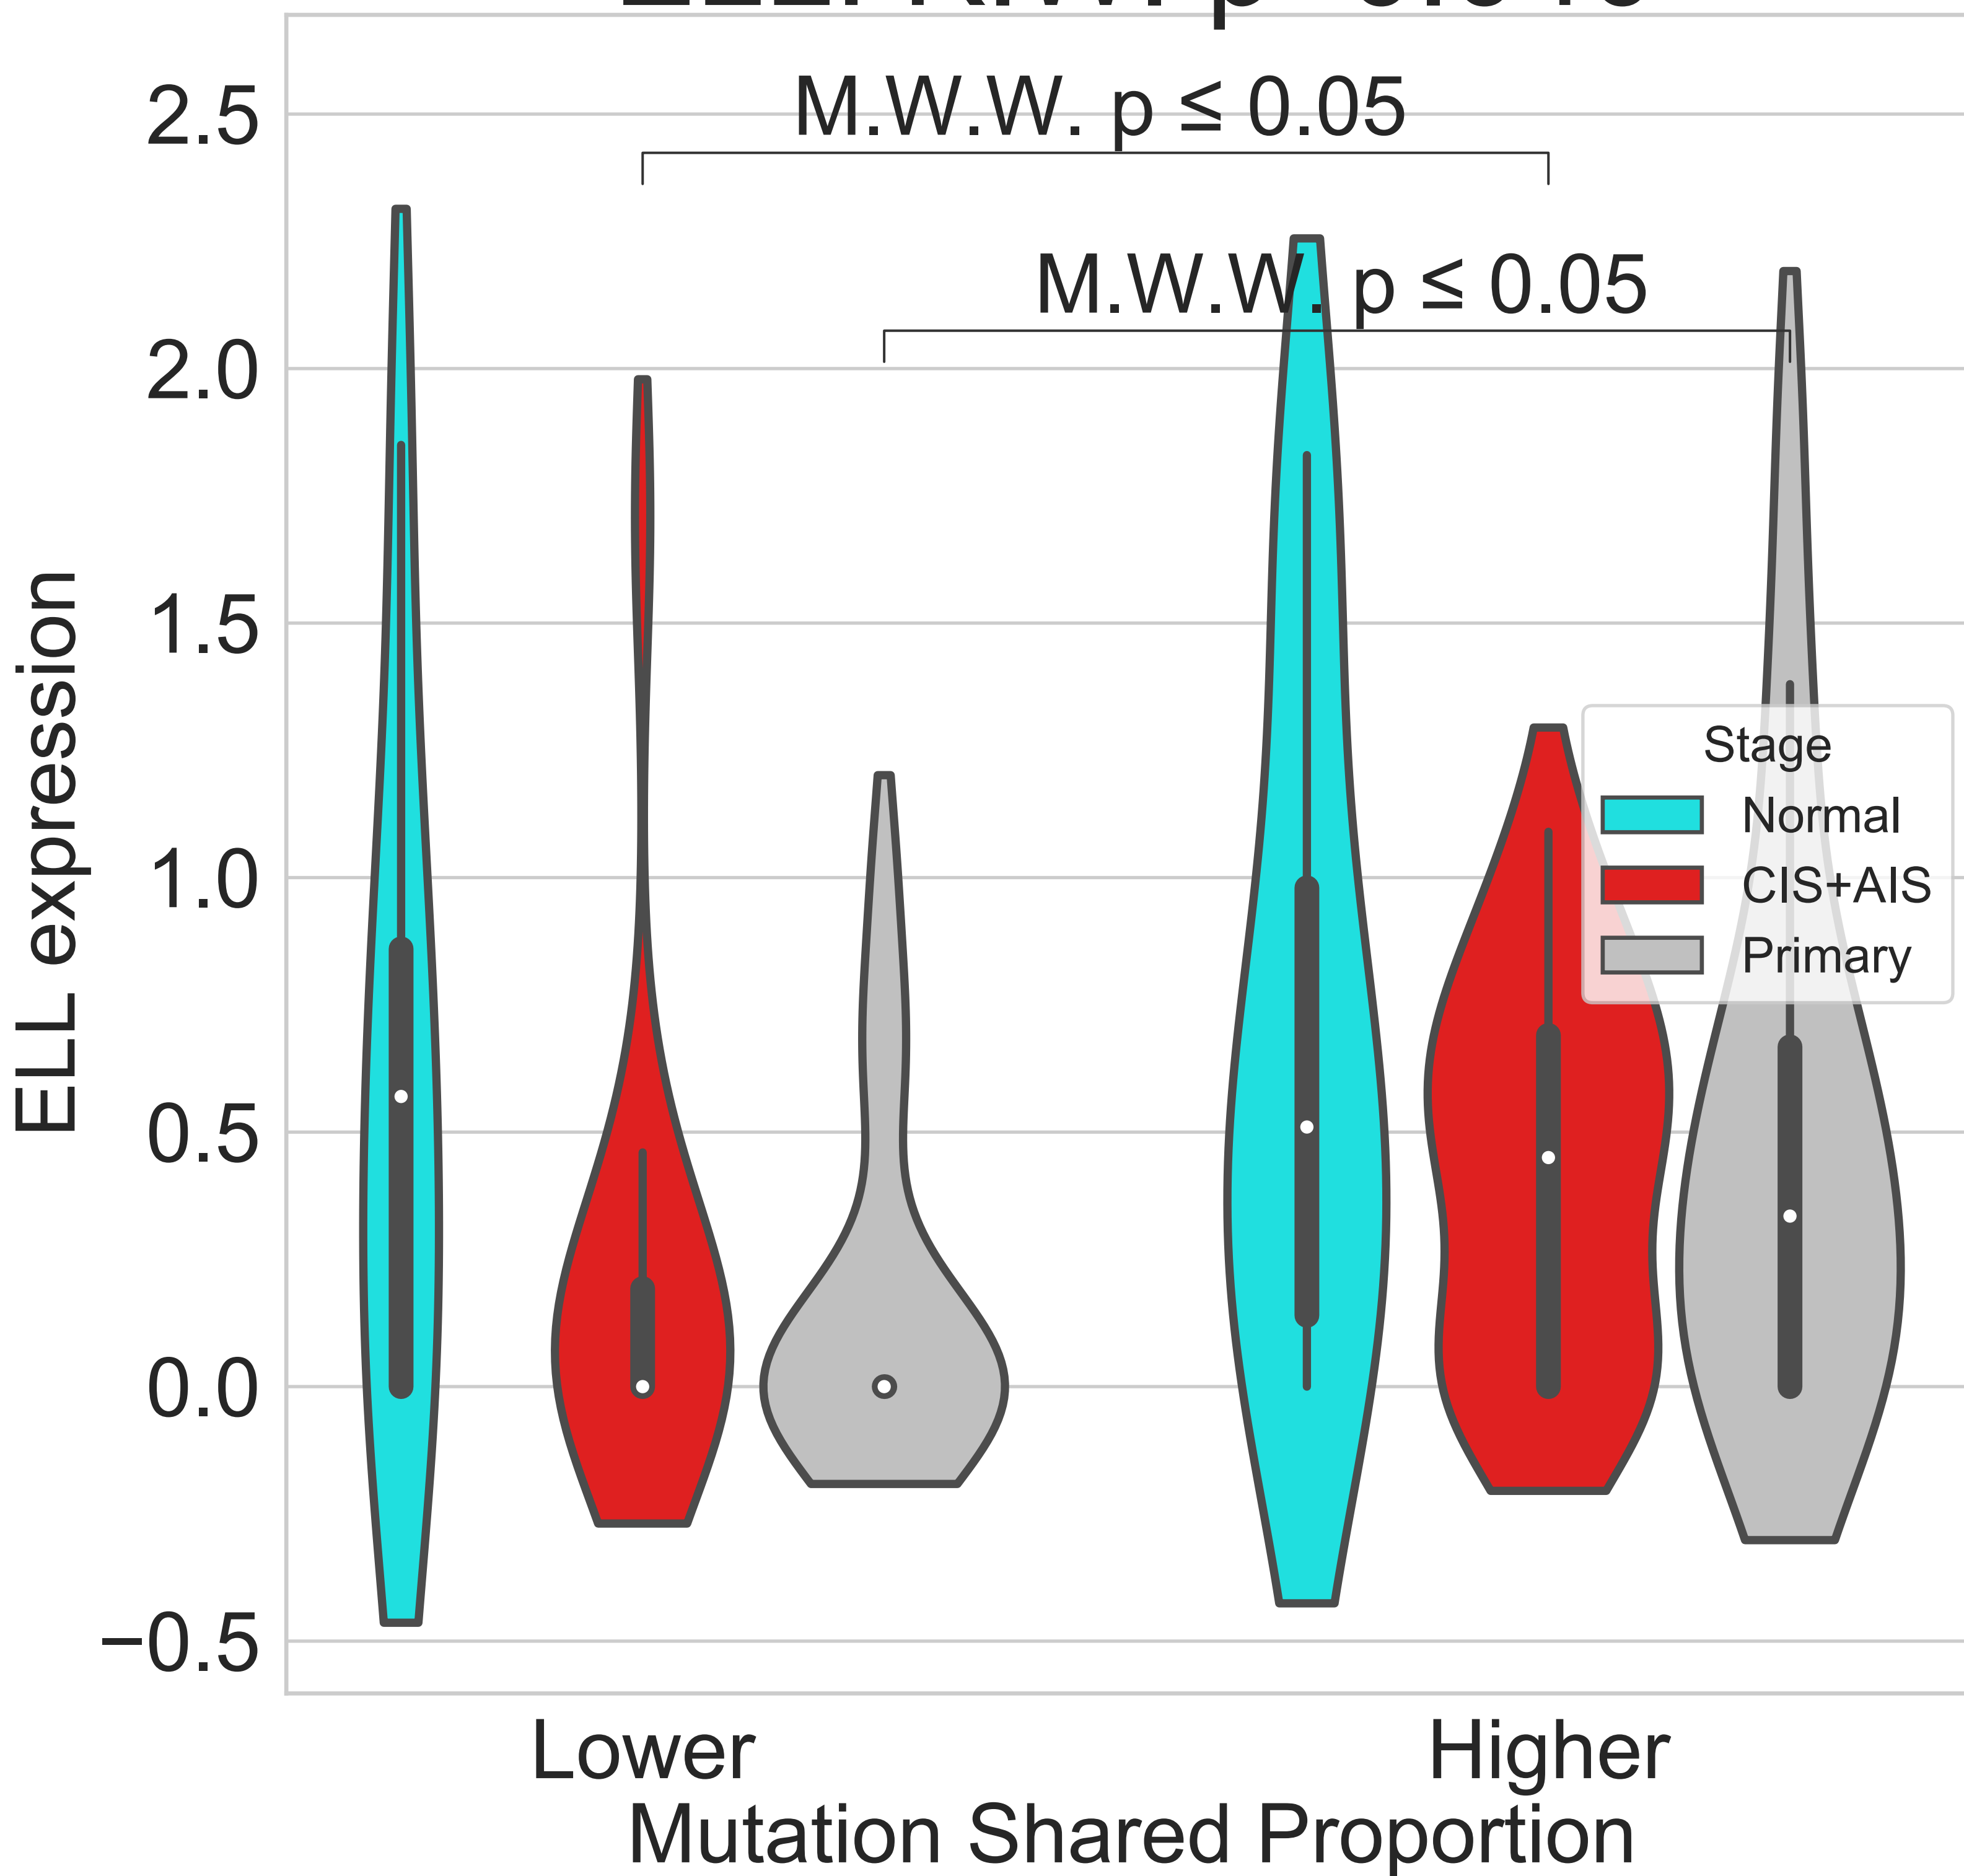 M.W.W. p ≤ 0.05
M.W.W. p ≤ 0.05
2.5
2.0
1.5
1.0
0.5
0.0
−0.5
ELL expression
Stage
Normal
CIS+AIS
Primary
Lower
Higher
Mutation Shared Proportion